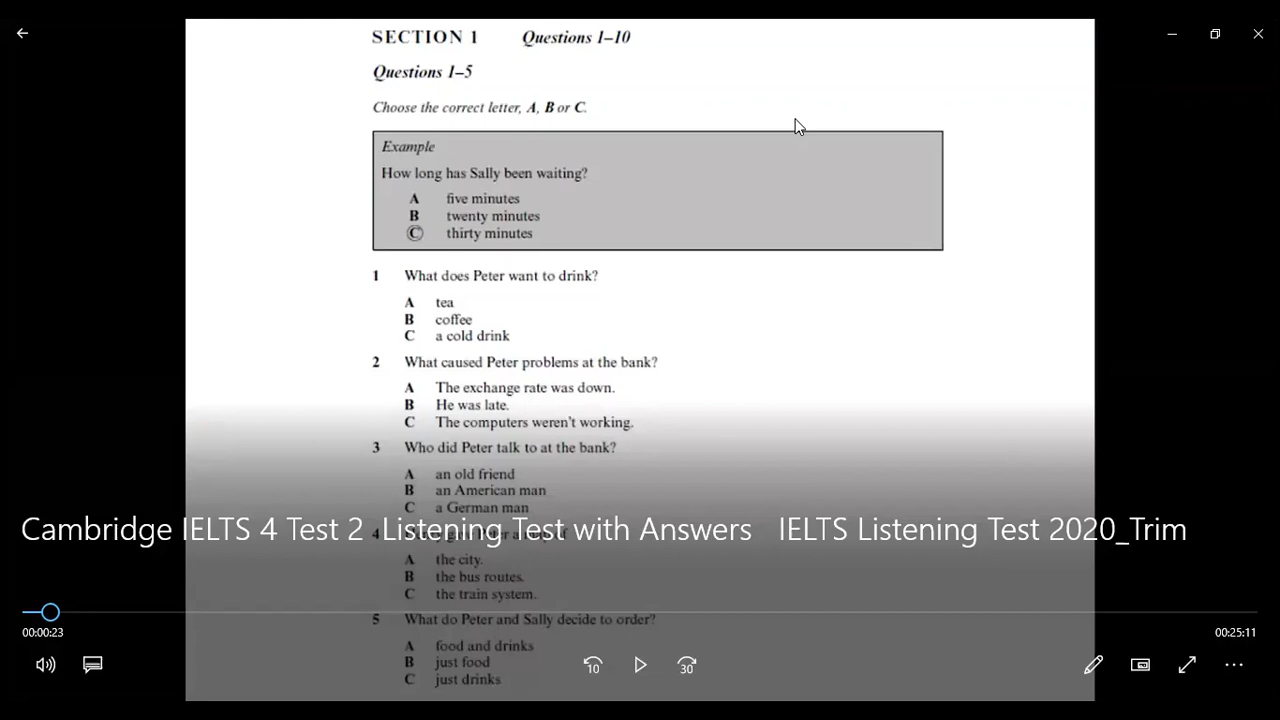 SECTION 1 Questions 1–10
Questions 1–5
Choose the correct letter, A, B or C.
Example
How long has Sally been waiting?
A five minutes
B twenty minutes
C thirty minutes
1 What does Peter want to drink?
A tea
B coffee
C a cold drink
2 What caused Peter problems at the bank?
A The exchange rate was down.
B He was late.
C The computers weren't working.
3 Who did Peter talk to at the bank?
A an old friend
B an American man
C a German man
Cambridge IELTS 4 Test 2 Listening Test with Answers IELTS Listening Test 2020_Trim
4
A the city.
B the bus routes.
C the train system.
00:00:23
00:25:11
5 What do Peter and Sally decide to order?
A food and drinks
B just food
C just drinks
10
30